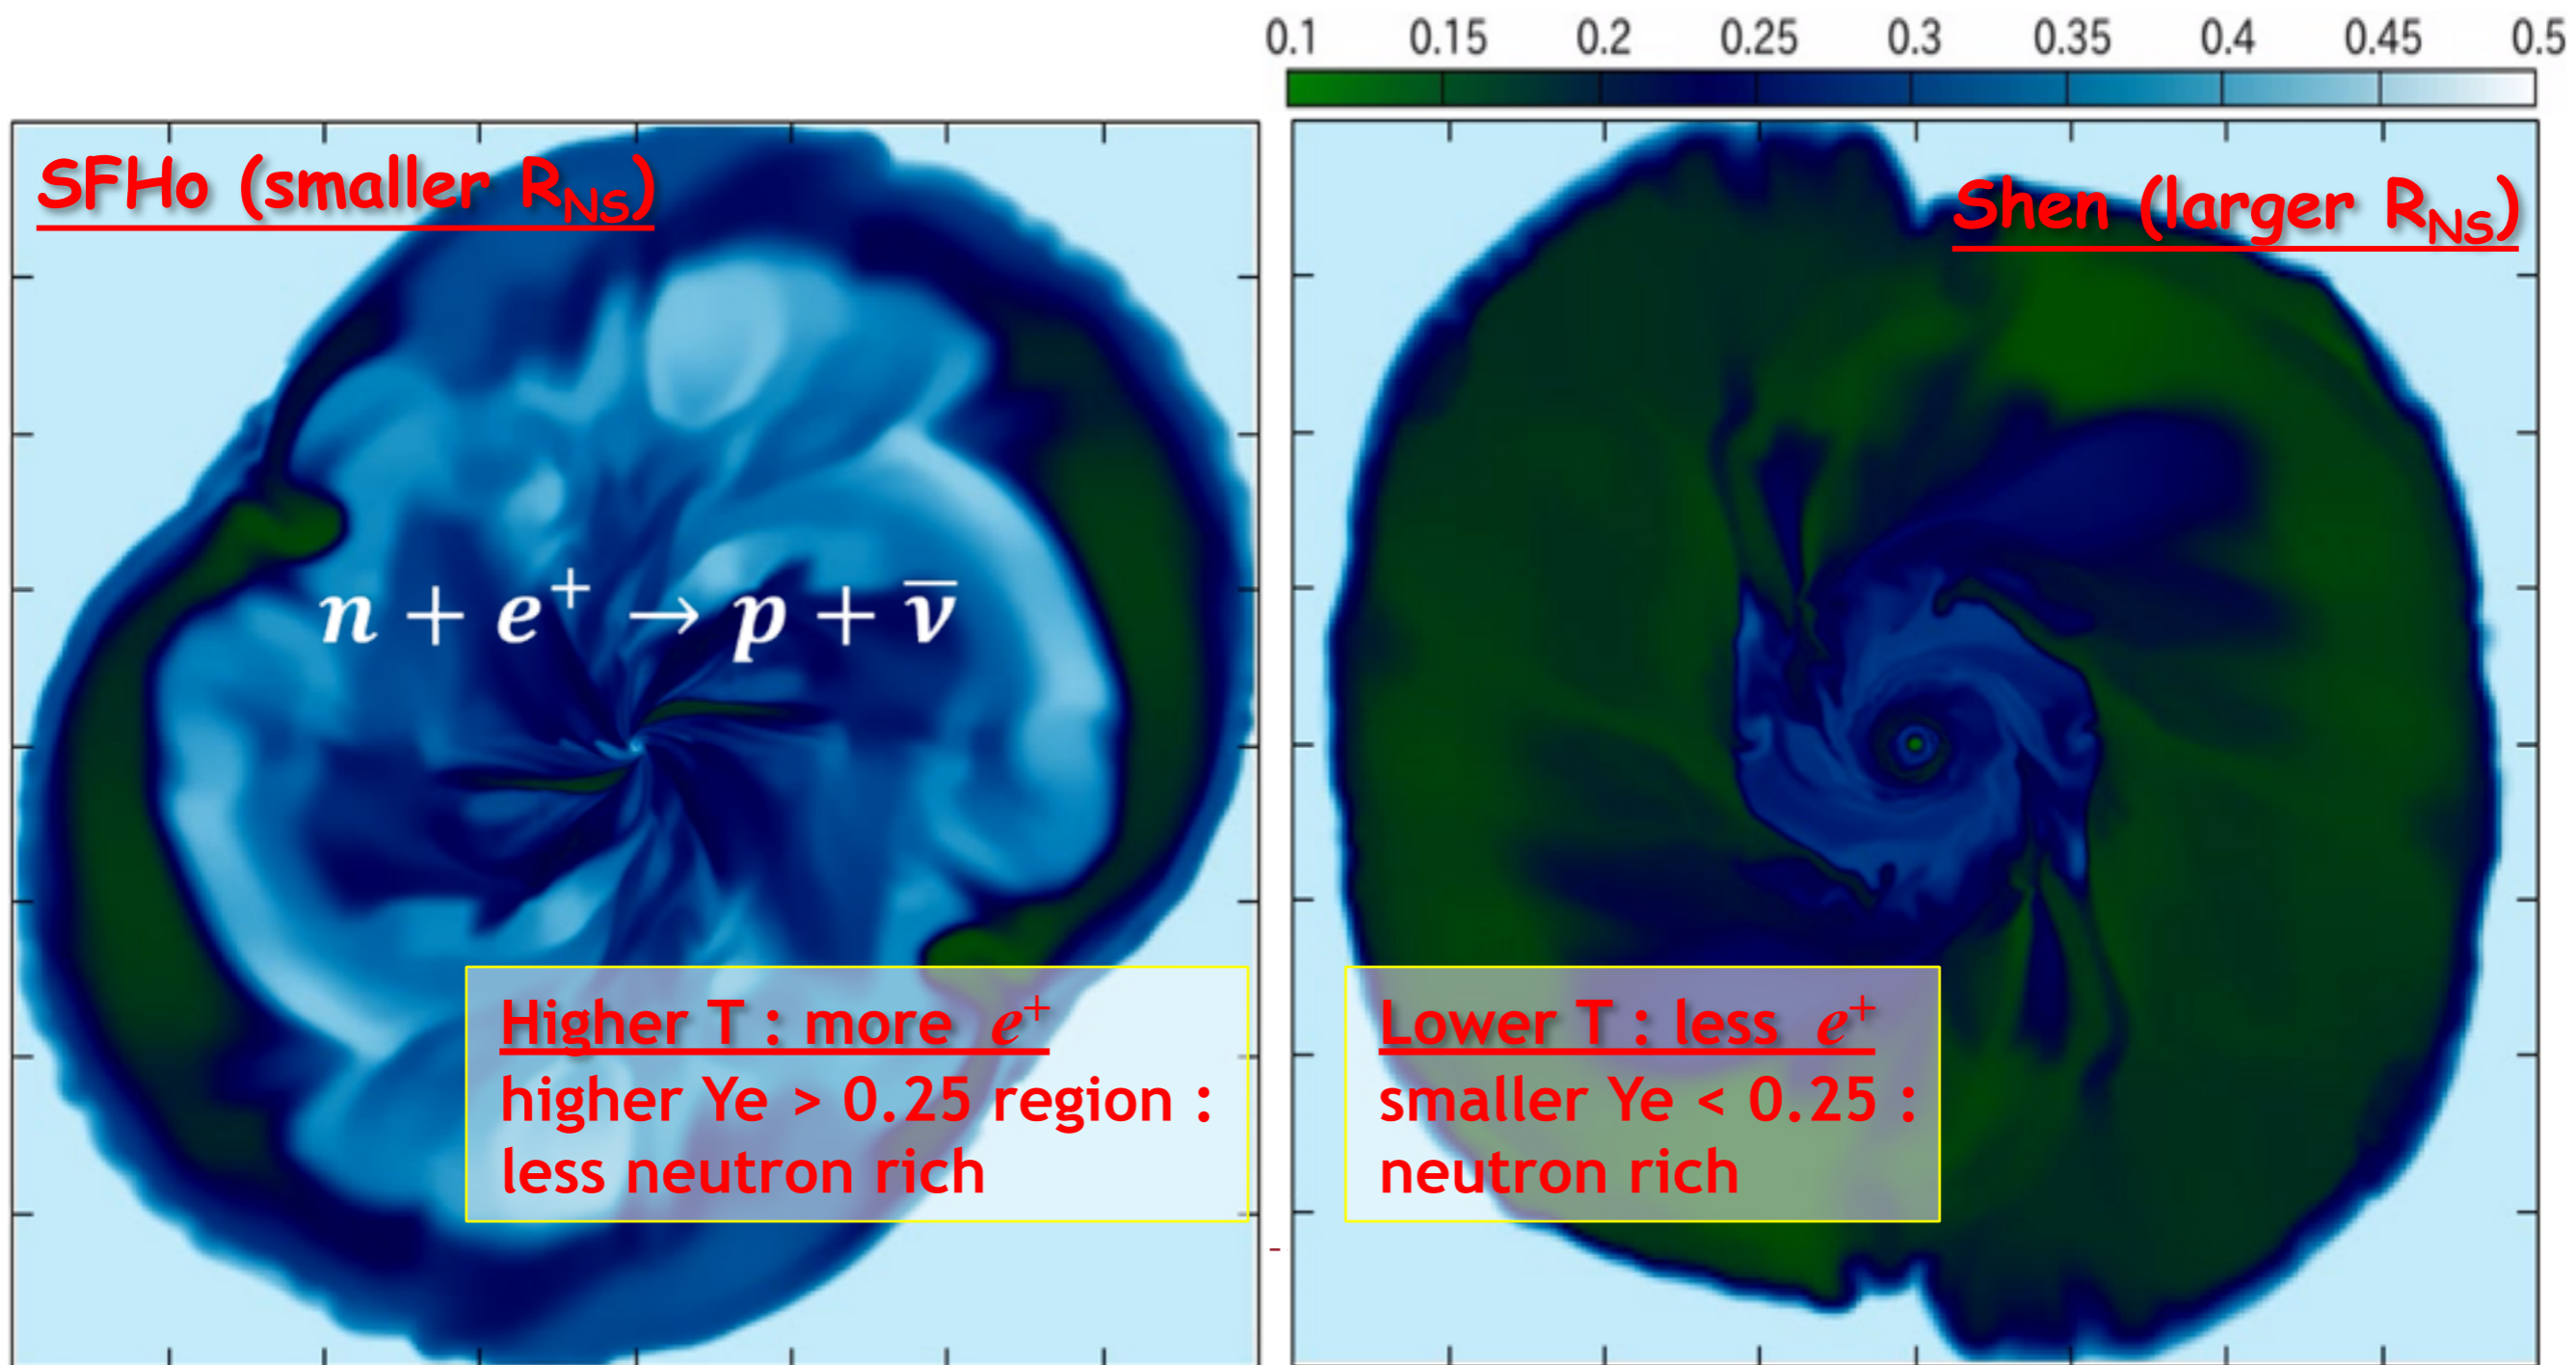 0.1 0.15 0.2 0.25 0.3 0.35 0.4 0.45 0.5
SFHo (smaller R_NS)
Shen (larger R_NS)
n + e⁺ → p + ν̄
Higher T : more e⁺
higher Ye > 0.25 region :
less neutron rich
Lower T : less e⁺
smaller Ye < 0.25 :
neutron rich